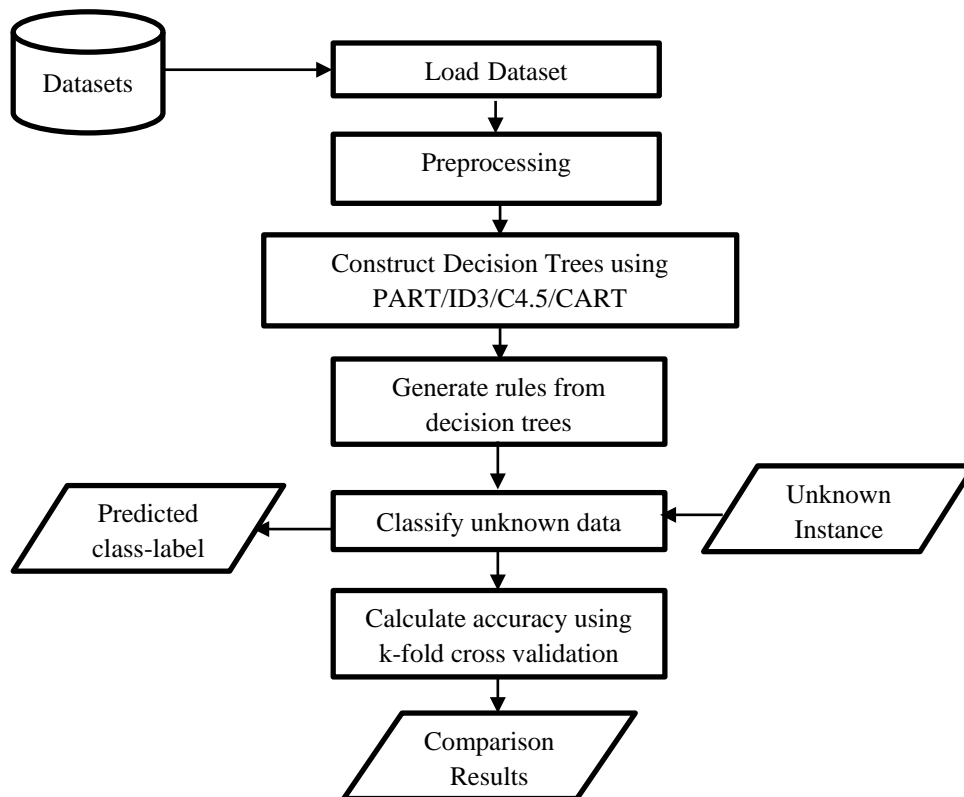 Datasets
Load Dataset
Preprocessing
Construct Decision Trees using
PART/ID3/C4.5/CART
Generate rules from
decision trees
Predicted
class-label
Classify unknown data
Unknown
Instance
Calculate accuracy using
k-fold cross validation
Comparison
Results